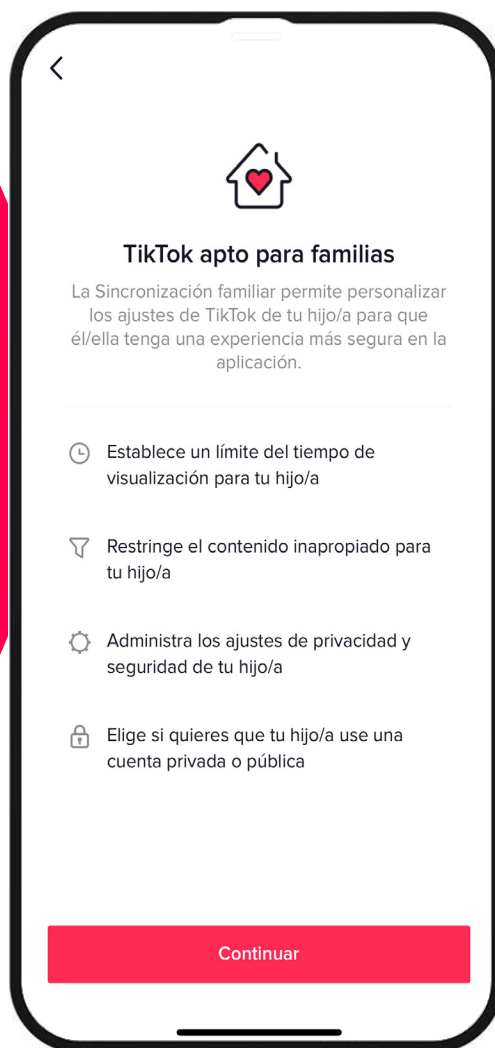 TikTok apto para familias
La Sincronización familiar permite personalizar
los ajustes de TikTok de tu hijo/a para que
él/ella tenga una experiencia más segura en la
aplicación.
Establece un límite del tiempo de
visualización para tu hijo/a
Restringe el contenido inapropiado para
tu hijo/a
Administra los ajustes de privacidad y
seguridad de tu hijo/a
Elige si quieres que tu hijo/a use una
cuenta privada o pública
Continuar